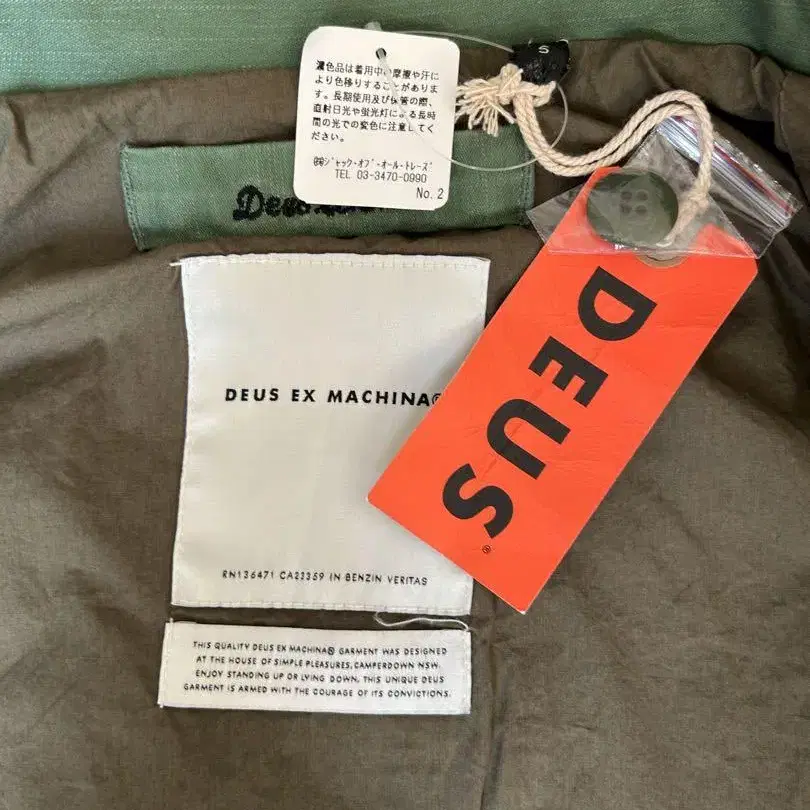 濃色品は着用中の摩擦や汗に
より色移りすることがありま
す。長期使用及び保管の際、
直射日光や蛍光灯による長時
間の光での変色に注意してく
ださい。
㈱ジャック・オブ・オール・トレーズ
TEL 03-3470-0990
No.2
S
Deus
DEUS EX MACHINA®
RN136471 CA23359 IN BENZIN VERITAS
THIS QUALITY DEUS EX MACHINA® GARMENT WAS DESIGNED
AT THE HOUSE OF SIMPLE PLEASURES, CAMPERDOWN NSW.
ENJOY STANDING UP OR LYING DOWN, THIS UNIQUE DEUS
GARMENT IS ARMED WITH THE COURAGE OF ITS CONVICTIONS.
DEUS®